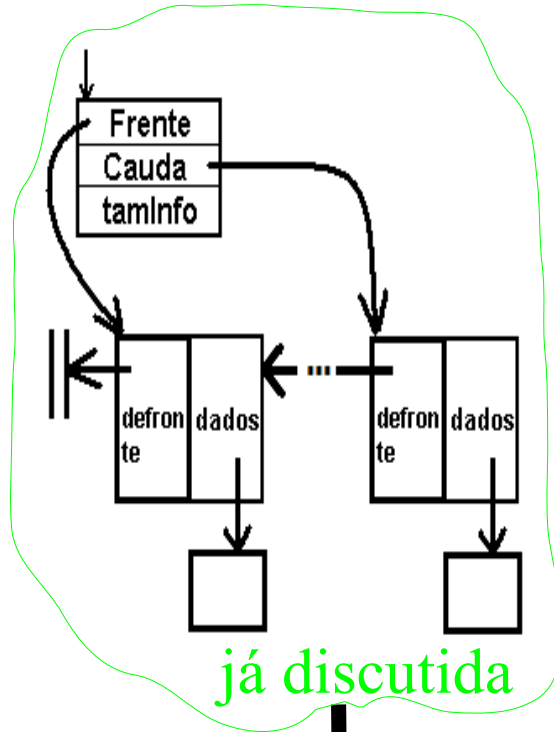 Frente
Cauda
tamInfo
defron
te
dados
...
defron
te
dados
já discutida